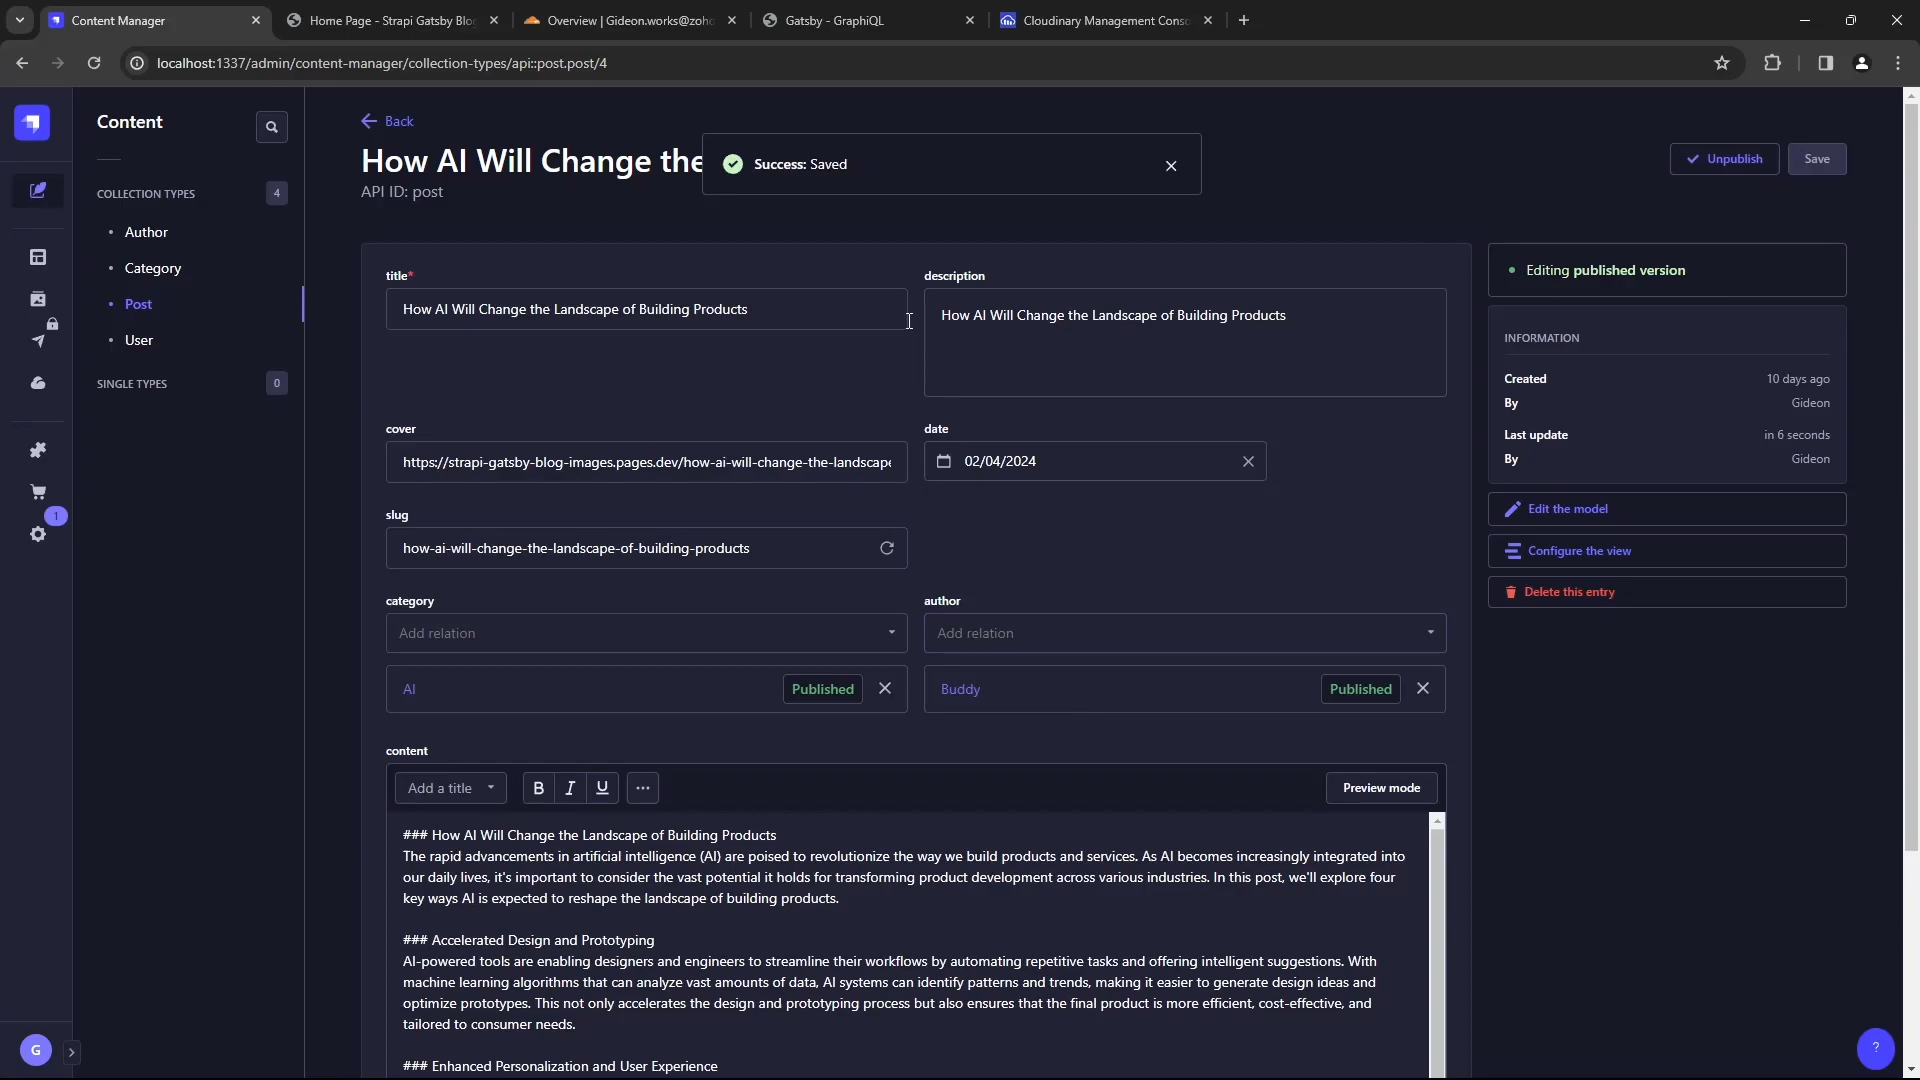 Content Manager
Home Page - Strapi Gatsby Blo
Overview | Gideon.works@zoho
Gatsby - GraphiQL
Cloudinary Management Conso
localhost:1337/admin/content-manager/collection-types/api::post.post/4
Content
COLLECTION TYPES
4
Author
Category
Post
User
SINGLE TYPES
0
1
G
Back
How AI Will Change the
API ID: post
Success: Saved
Unpublish
Save
title*
How AI Will Change the Landscape of Building Products
description
How AI Will Change the Landscape of Building Products
cover
https://strapi-gatsby-blog-images.pages.dev/how-ai-will-change-the-landscape
date
02/04/2024
slug
how-ai-will-change-the-landscape-of-building-products
category
Add relation
AI
Published
author
Add relation
Buddy
Published
content
Add a title
B
I
U
Preview mode
### How AI Will Change the Landscape of Building Products
The rapid advancements in artificial intelligence (AI) are poised to revolutionize the way we build products and services. As AI becomes increasingly integrated into
our daily lives, it's important to consider the vast potential it holds for transforming product development across various industries. In this post, we'll explore four
key ways AI is expected to reshape the landscape of building products.
### Accelerated Design and Prototyping
AI-powered tools are enabling designers and engineers to streamline their workflows by automating repetitive tasks and offering intelligent suggestions. With
machine learning algorithms that can analyze vast amounts of data, AI systems can identify patterns and trends, making it easier to generate design ideas and
optimize prototypes. This not only accelerates the design and prototyping process but also ensures that the final product is more efficient, cost-effective, and
tailored to consumer needs.
### Enhanced Personalization and User Experience
Editing published version
INFORMATION
Created
10 days ago
By
Gideon
Last update
in 6 seconds
By
Gideon
Edit the model
Configure the view
Delete this entry
?